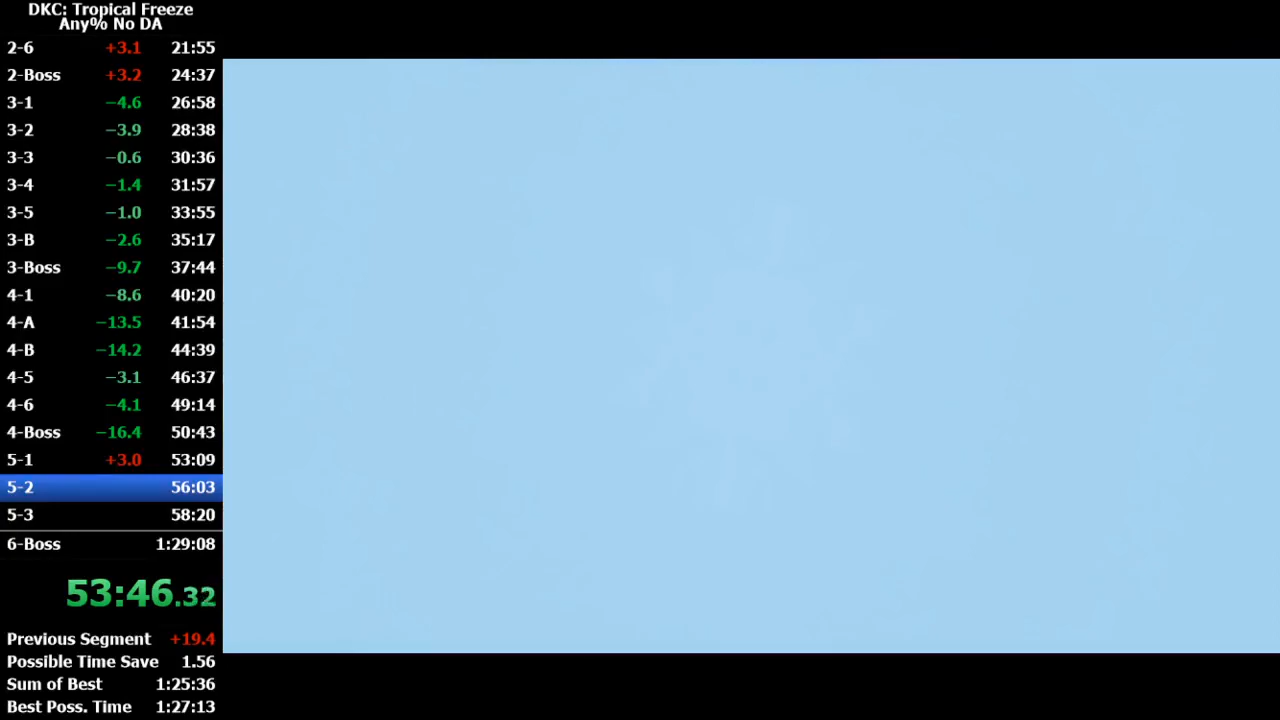 DKC: Tropical Freeze
Any% No DA
2-6 +3.1 21:55
2-Boss +3.2 24:37
3-1 −4.6 26:58
3-2 −3.9 28:38
3-3 −0.6 30:36
3-4 −1.4 31:57
3-5 −1.0 33:55
3-B −2.6 35:17
3-Boss −9.7 37:44
4-1 −8.6 40:20
4-A −13.5 41:54
4-B −14.2 44:39
4-5 −3.1 46:37
4-6 −4.1 49:14
4-Boss −16.4 50:43
5-1 +3.0 53:09
5-2 56:03
5-3 58:20
6-Boss 1:29:08
53:46.32
Previous Segment +19.4
Possible Time Save 1.56
Sum of Best 1:25:36
Best Poss. Time 1:27:13